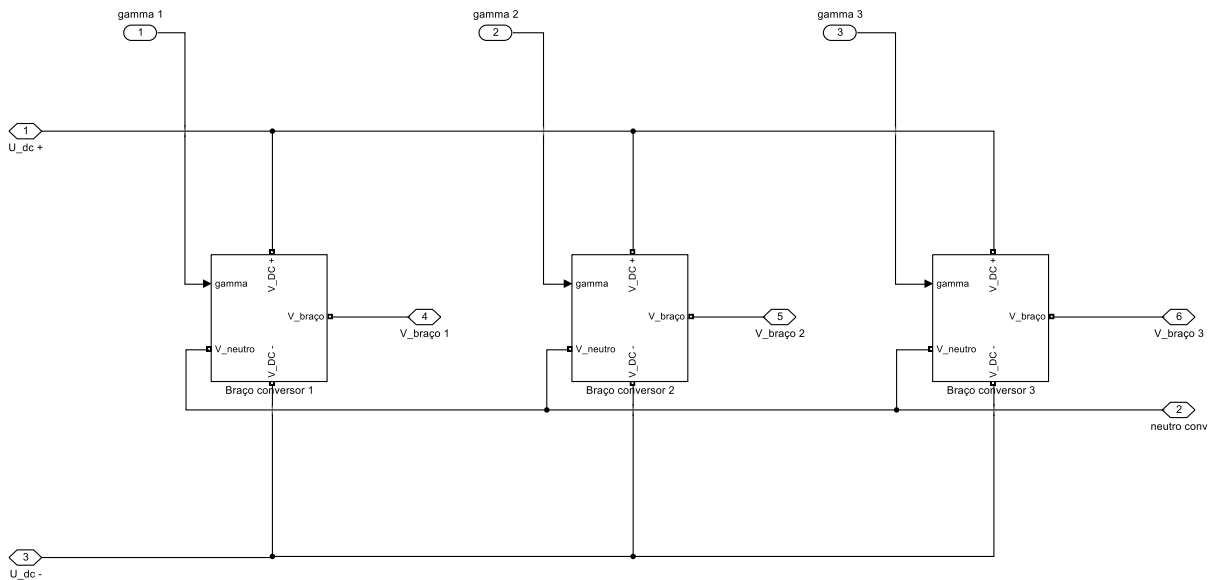 gamma 1
gamma 2
gamma 3
1
2
3
1
U_dc +
V_DC +
V_DC +
V_DC +
gamma
gamma
gamma
V_braço
4
V_braço 1
V_braço
5
V_braço 2
V_braço
6
V_braço 3
V_neutro
V_neutro
V_neutro
V_DC -
V_DC -
V_DC -
Braço conversor 1
Braço conversor 2
Braço conversor 3
2
neutro conv
3
U_dc -